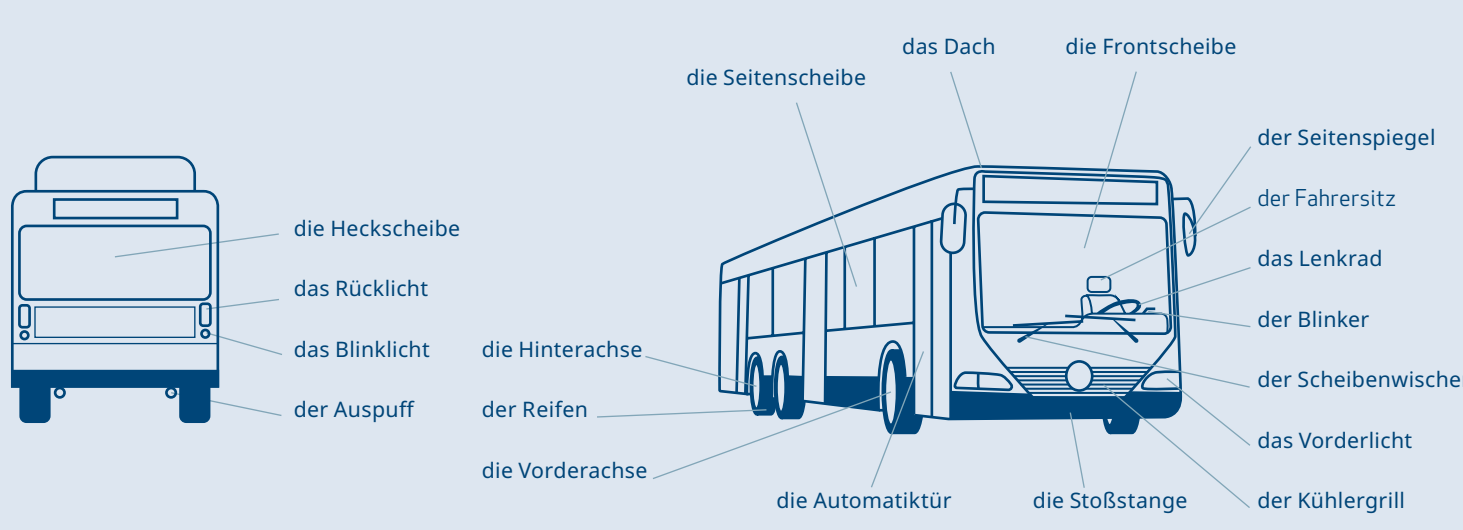 das Dach
die Frontscheibe
die Seitenscheibe
der Seitenspiegel
der Fahrersitz
die Heckscheibe
das Lenkrad
das Rücklicht
der Blinker
das Blinklicht
die Hinterachse
der Scheibenwische
der Auspuff
der Reifen
das Vorderlicht
die Vorderachse
die Automatiktür
die Stoßstange
der Kühlergrill